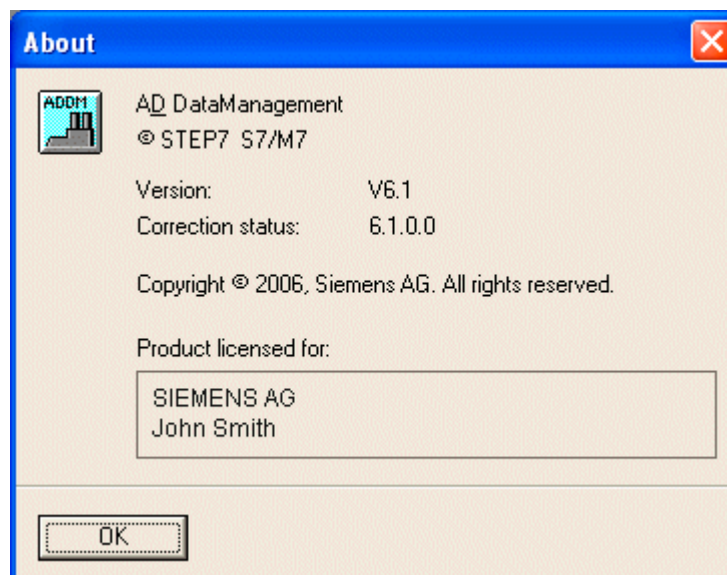 About
ADDM
AD DataManagement
© STEP7 S7/M7
Version: V6.1
Correction status: 6.1.0.0
Copyright © 2006, Siemens AG. All rights reserved.
Product licensed for:
SIEMENS AG
John Smith
OK